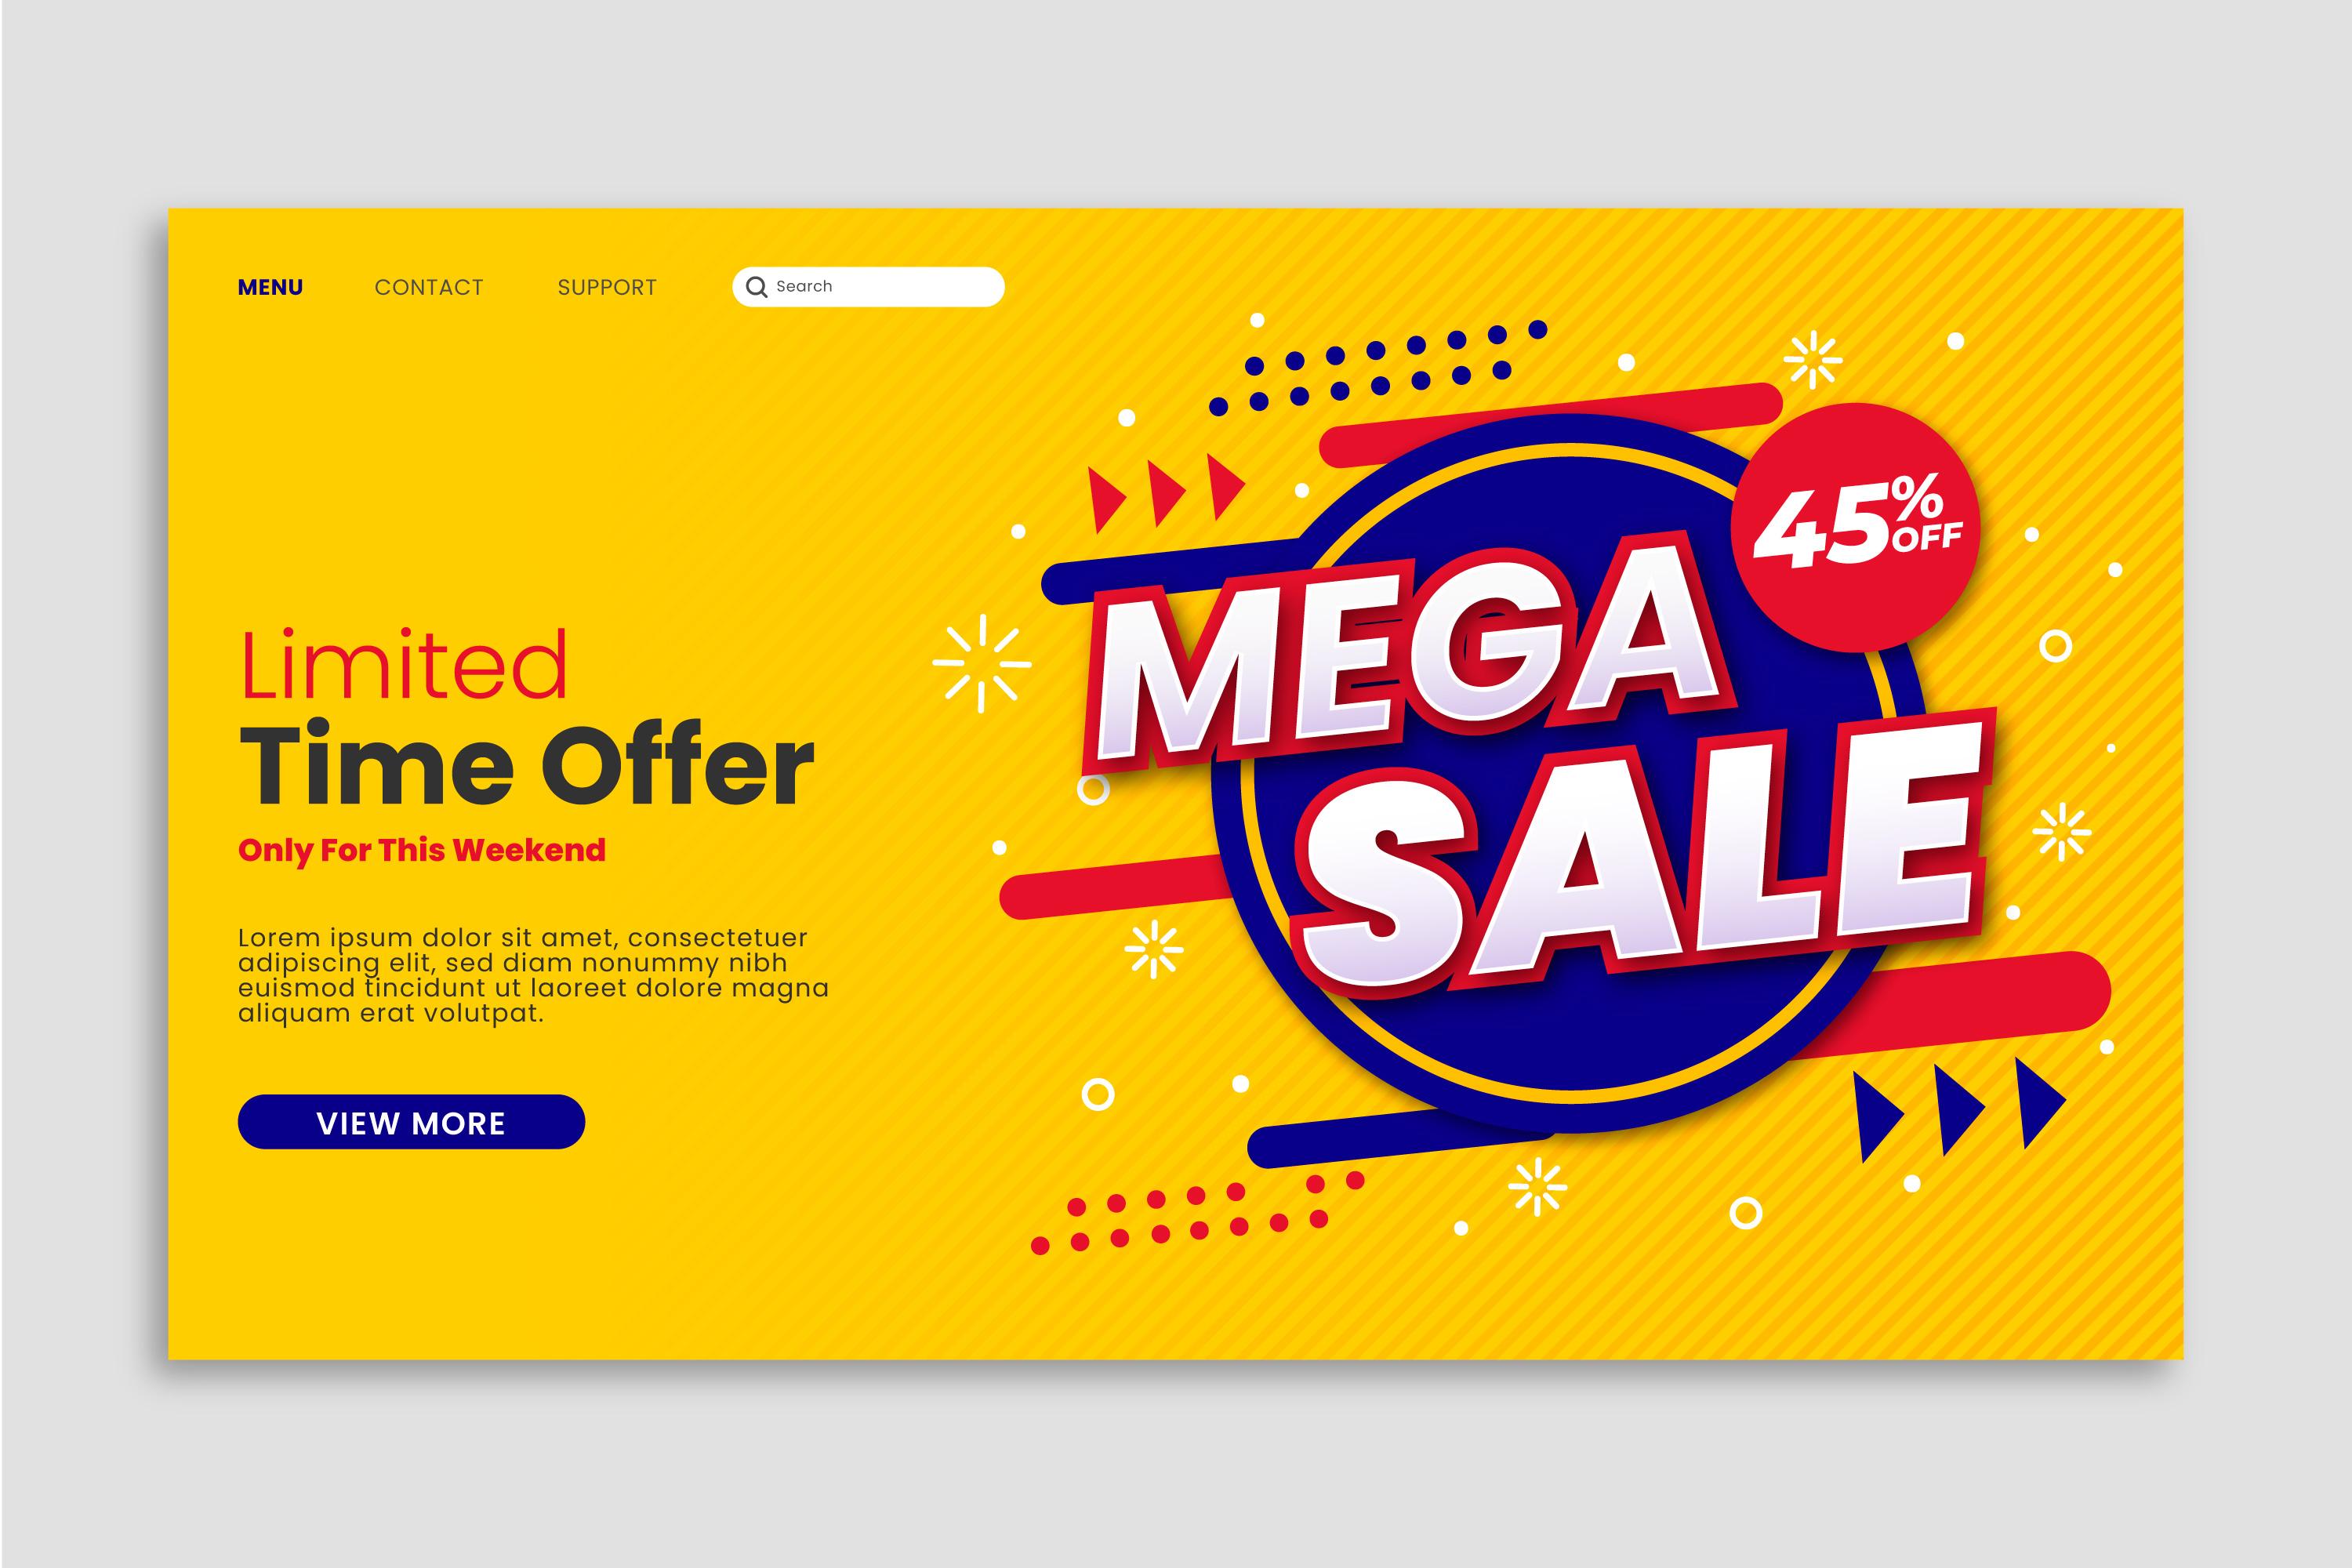 MENU CONTACT SUPPORT Search
Limited
Time Offer
Only For This Weekend
Lorem ipsum dolor sit amet, consectetuer
adipiscing elit, sed diam nonummy nibh
euismod tincidunt ut laoreet dolore magna
aliquam erat volutpat.
VIEW MORE
45%
OFF
MEGA
SALE